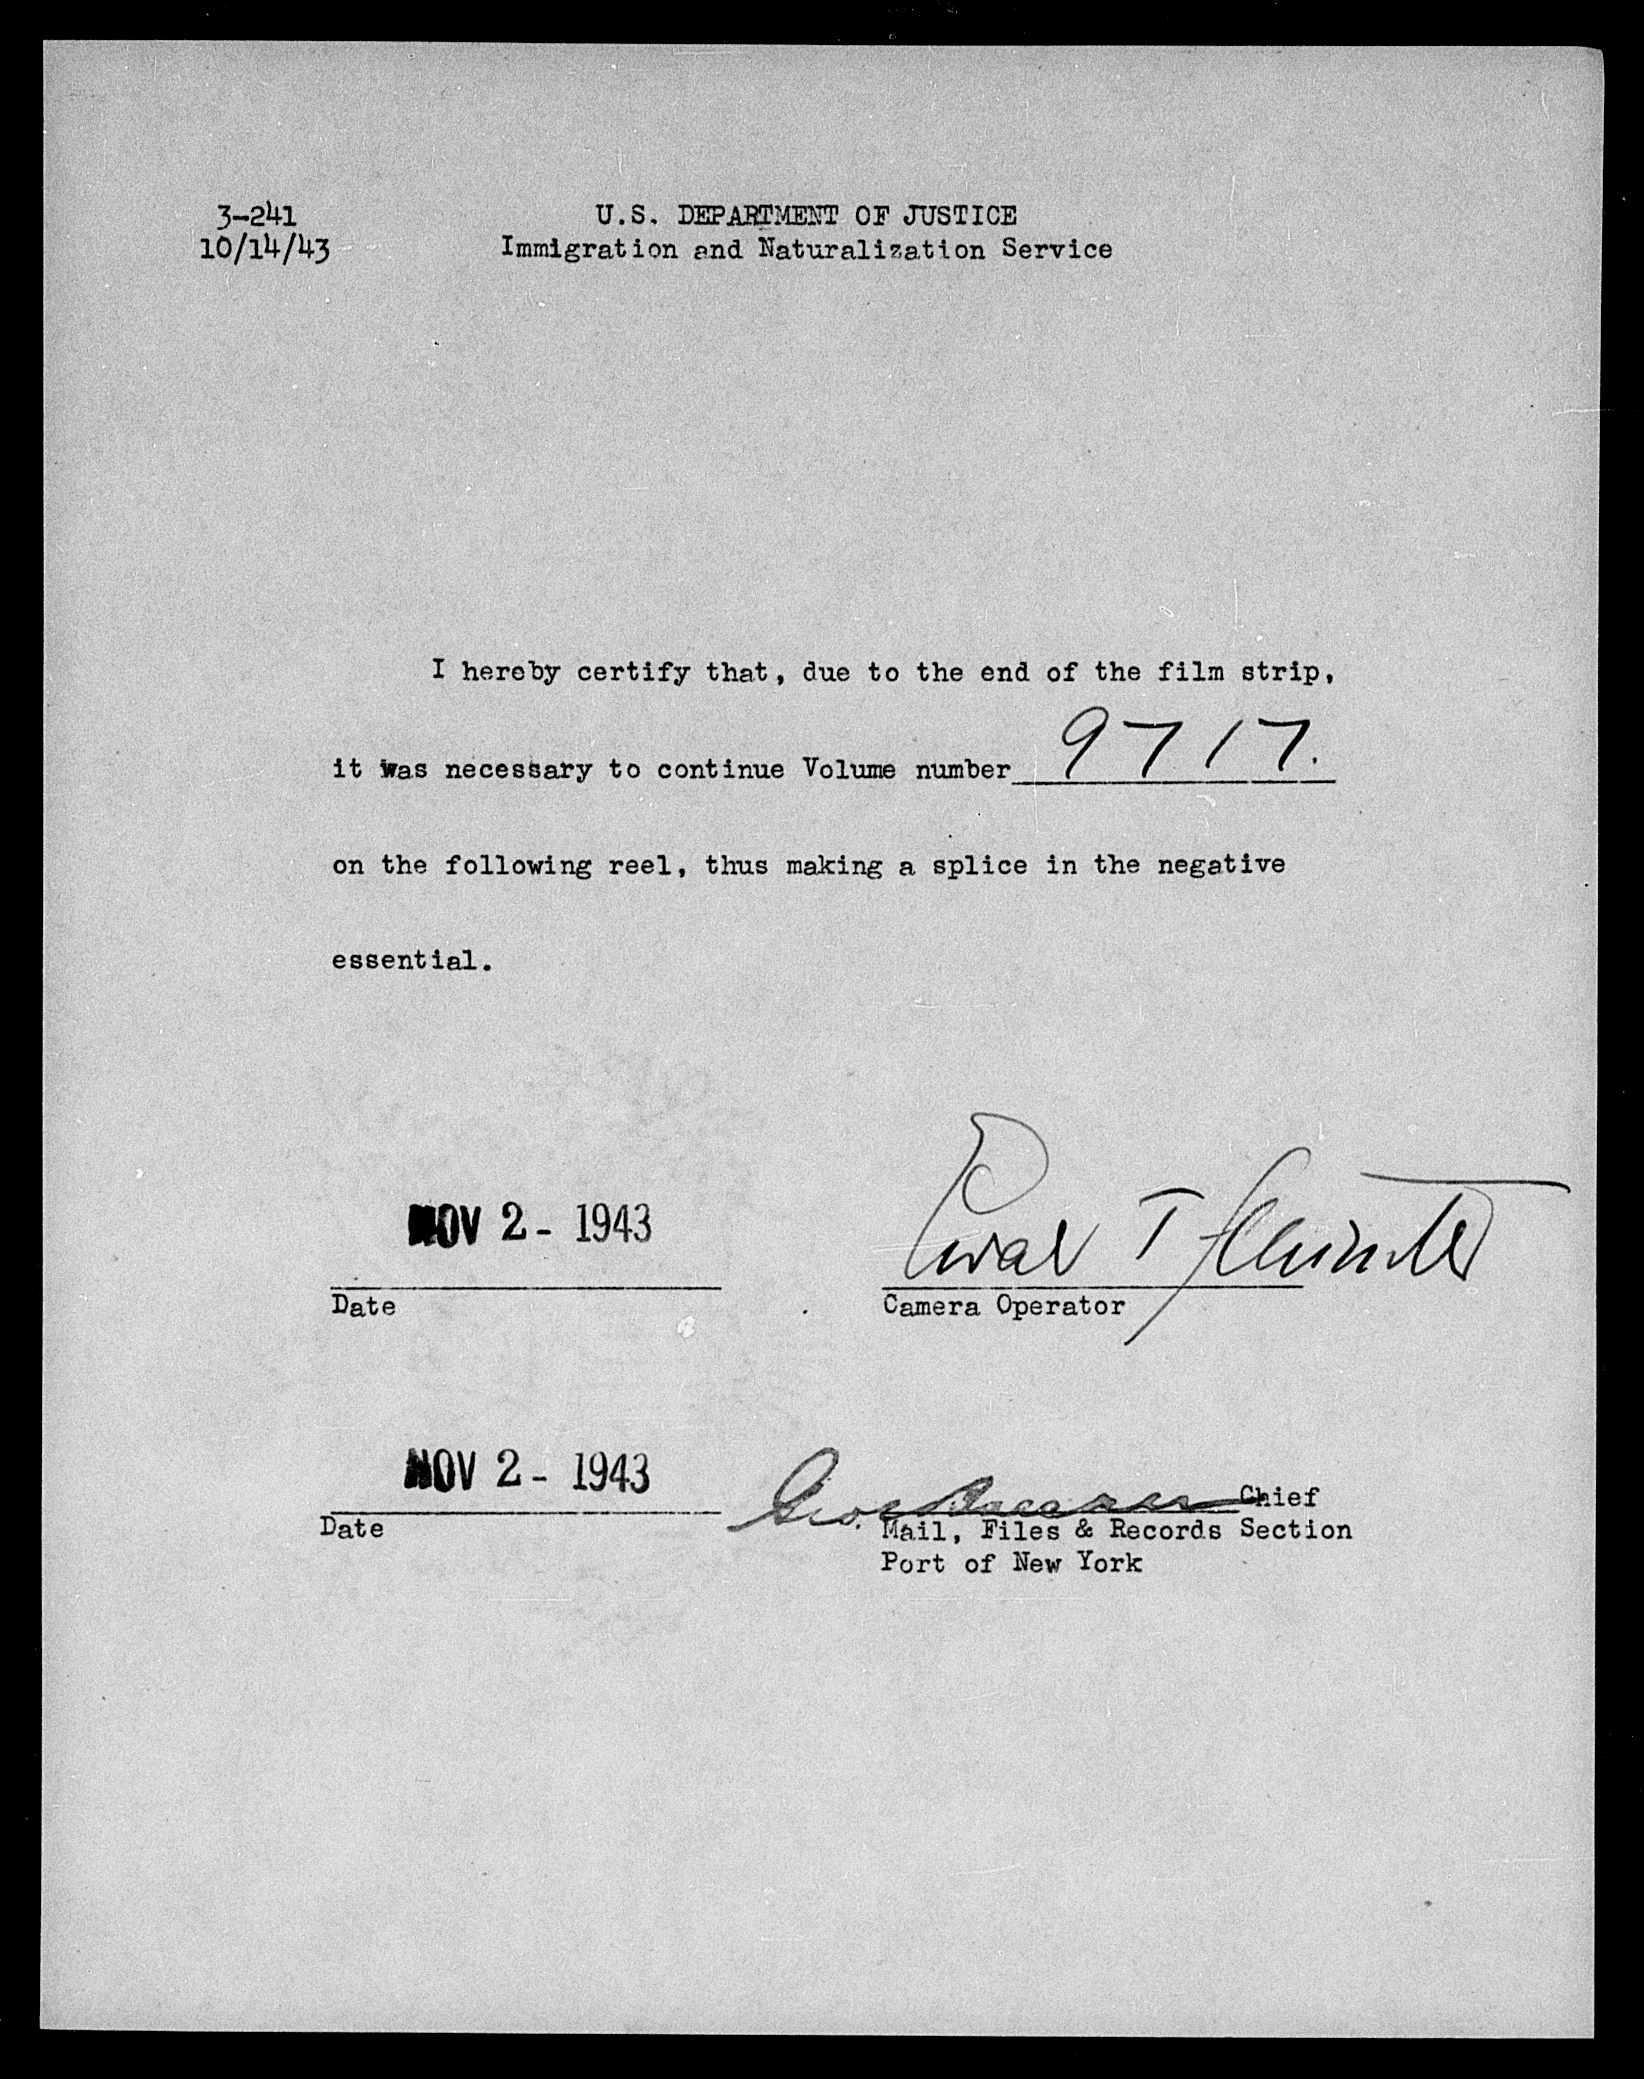 3-241
10/14/43
U.S. DEPARTMENT OF JUSTICE
Immigration and Naturalization Service
I hereby certify that, due to the end of the film strip,
it was necessary to continue Volume number 9717.
on the following reel, thus making a splice in the negative
essential.
NOV 2 - 1943
Date
Camera Operator
NOV 2 - 1943
Date
Chief
Mail, Files & Records Section
Port of New York